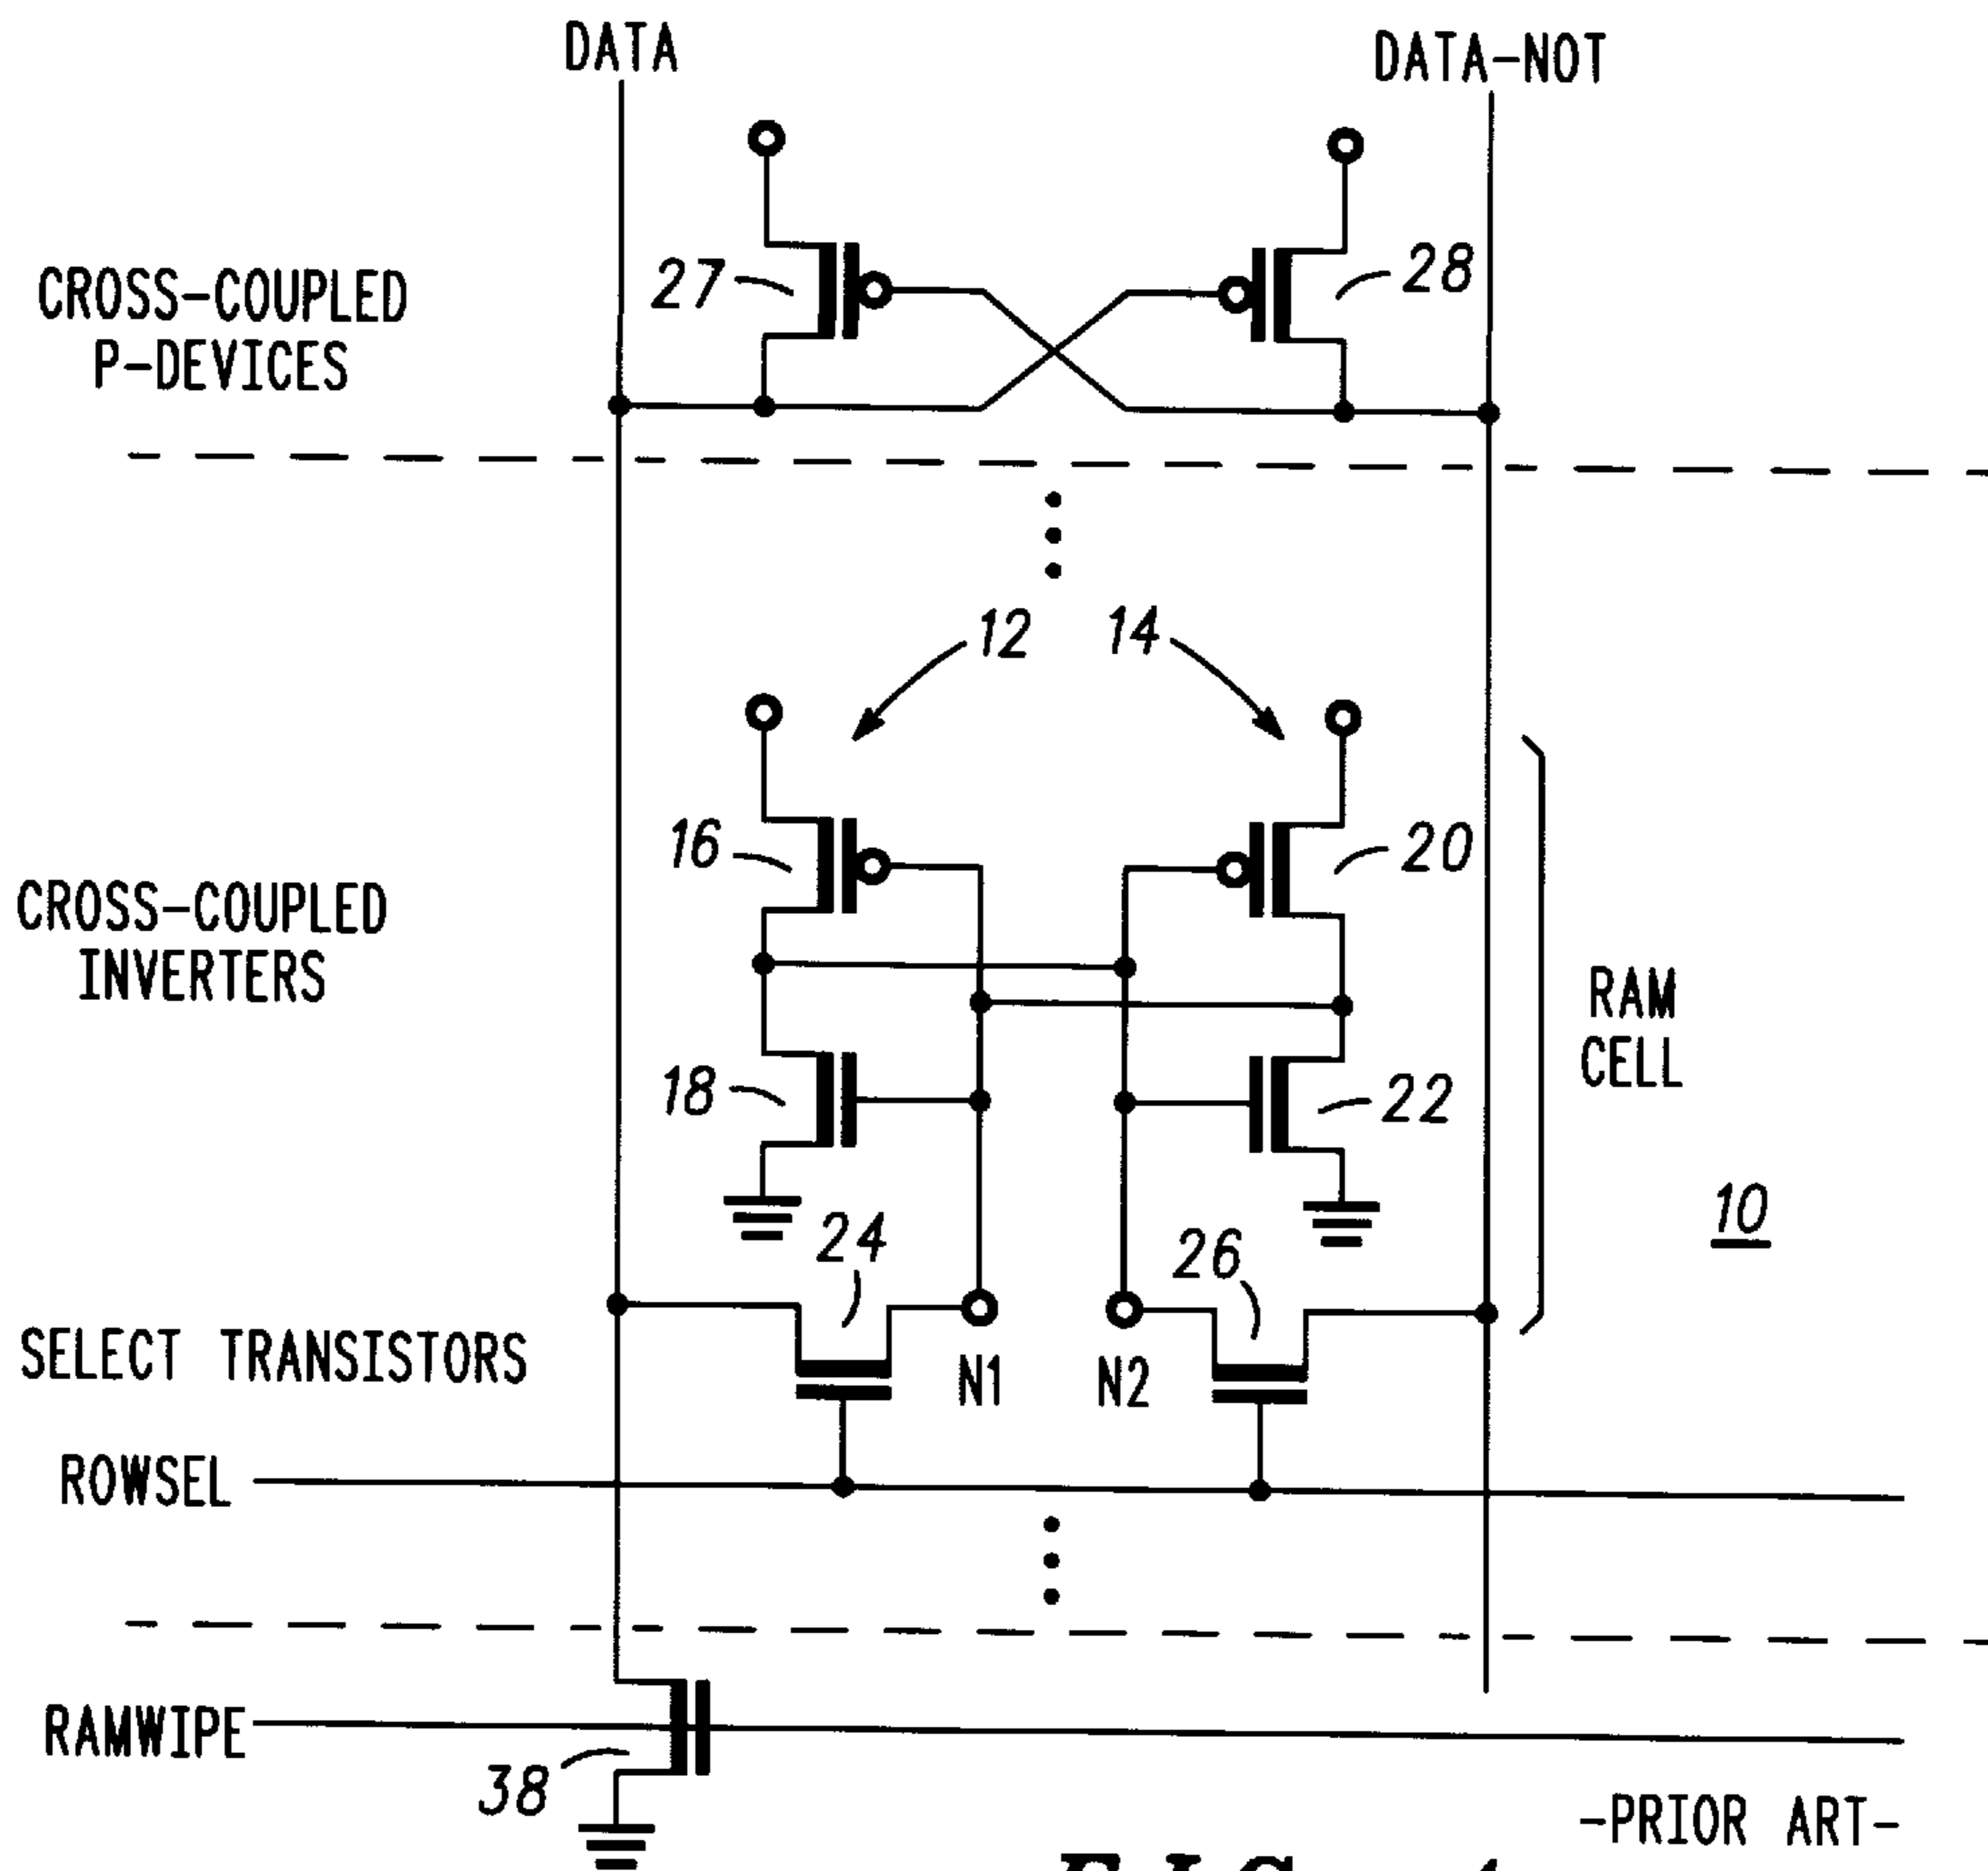 DATA
DATA-NOT
27
28
CROSS-COUPLED
P-DEVICES
12
14
16
20
CROSS-COUPLED
INVERTERS
RAM
CELL
18
22
10
24
26
SELECT TRANSISTORS
N1
N2
ROWSEL
RAMWIPE
38
-PRIOR ART-